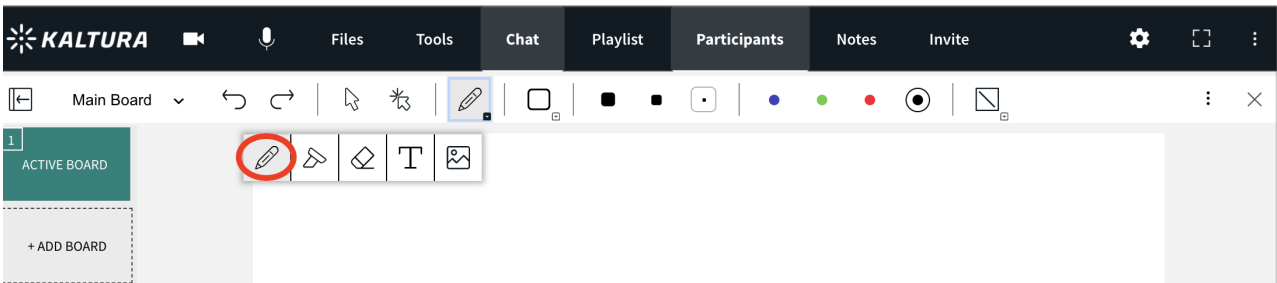 KALTURA Files Tools Chat Playlist Participants Notes Invite
Main Board
1
ACTIVE BOARD
T
+ ADD BOARD